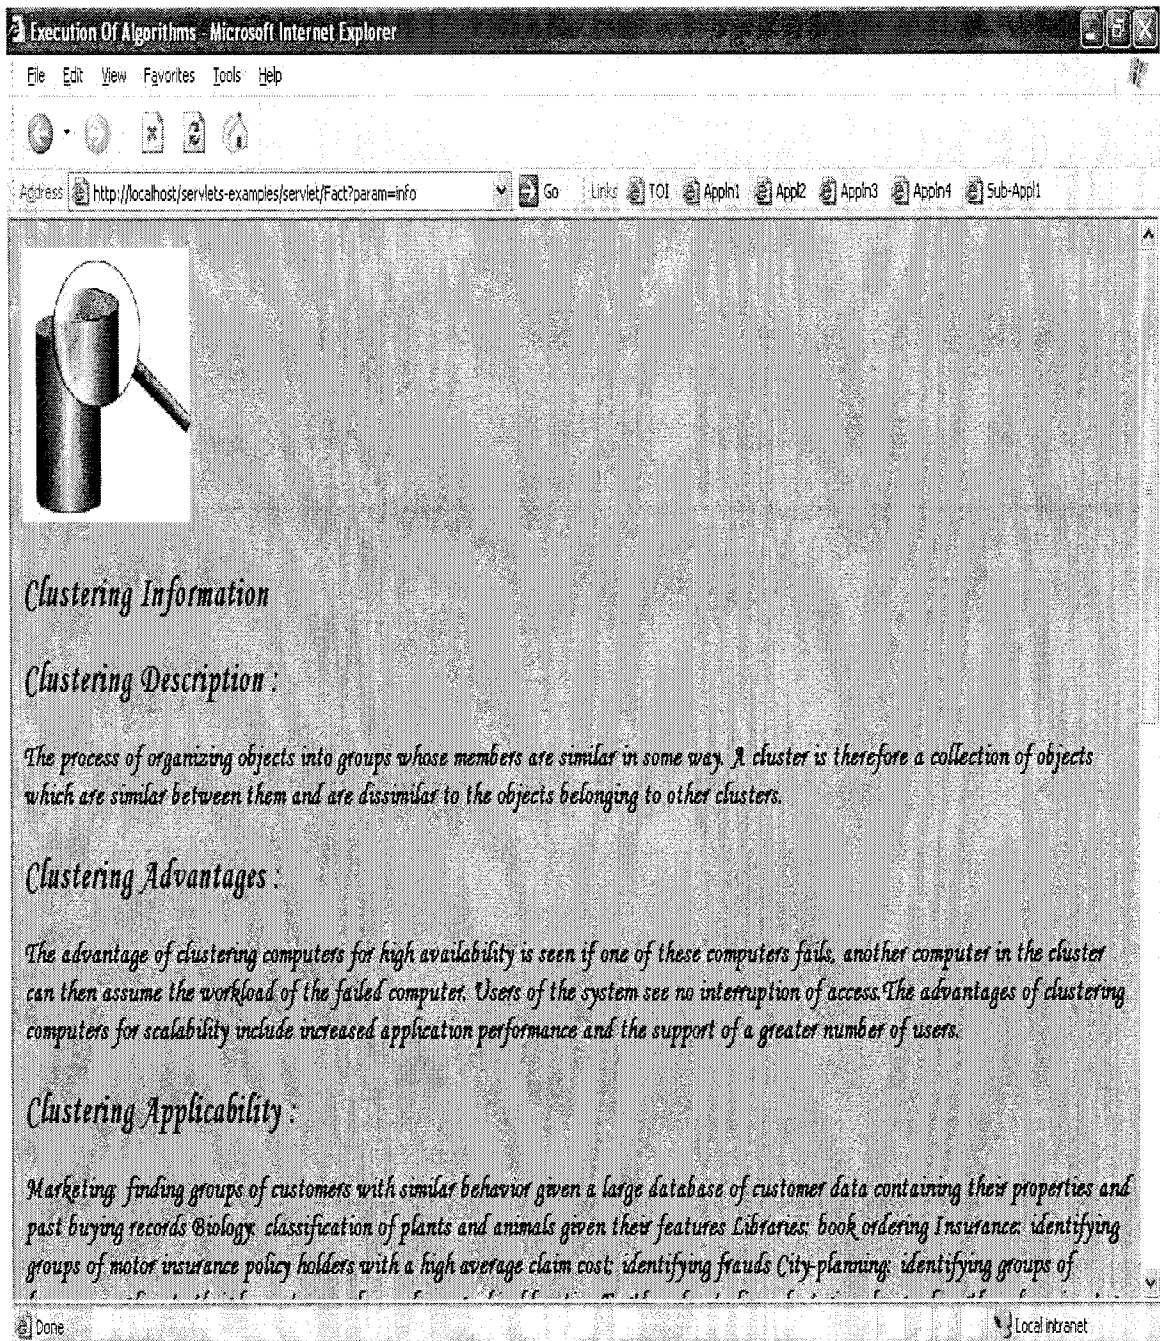 Execution Of Algorithms - Microsoft Internet Explorer
File Edit View Favorites Tools Help
Address http://localhost/servlets-examples/servlet/Fact?param=info Go Links TOI Appln1 Appl2 Appln3 Appln4 Sub-Appl1
Clustering Information
Clustering Description :
The process of organizing objects into groups whose members are similar in some way. A cluster is therefore a collection of objects
which are similar between them and are dissimilar to the objects belonging to other clusters.
Clustering Advantages :
The advantage of clustering computers for high availability is seen if one of these computers fails, another computer in the cluster
can then assume the workload of the failed computer. Users of the system see no interruption of access.The advantages of clustering
computers for scalability include increased application performance and the support of a greater number of users.
Clustering Applicability :
Marketing: finding groups of customers with similar behavior given a large database of customer data containing their properties and
past buying records Biology: classification of plants and animals given their features Libraries: book ordering Insurance: identifying
groups of motor insurance policy holders with a high average claim cost; identifying frauds City-planning: identifying groups of
Done Local intranet